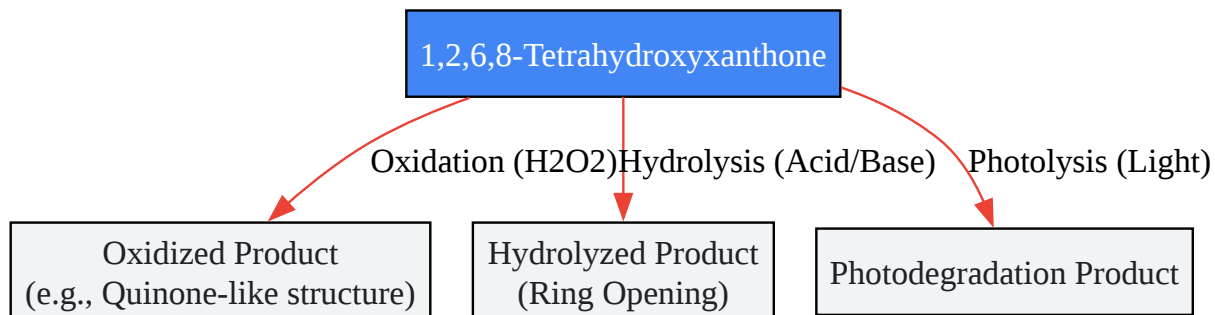 1,2,6,8-Tetrahydroxyxanthone
Oxidation (H2O2)
Hydrolysis (Acid/Base)
Photolysis (Light)
Oxidized Product
(e.g., Quinone-like structure)
Hydrolyzed Product
(Ring Opening)
Photodegradation Product